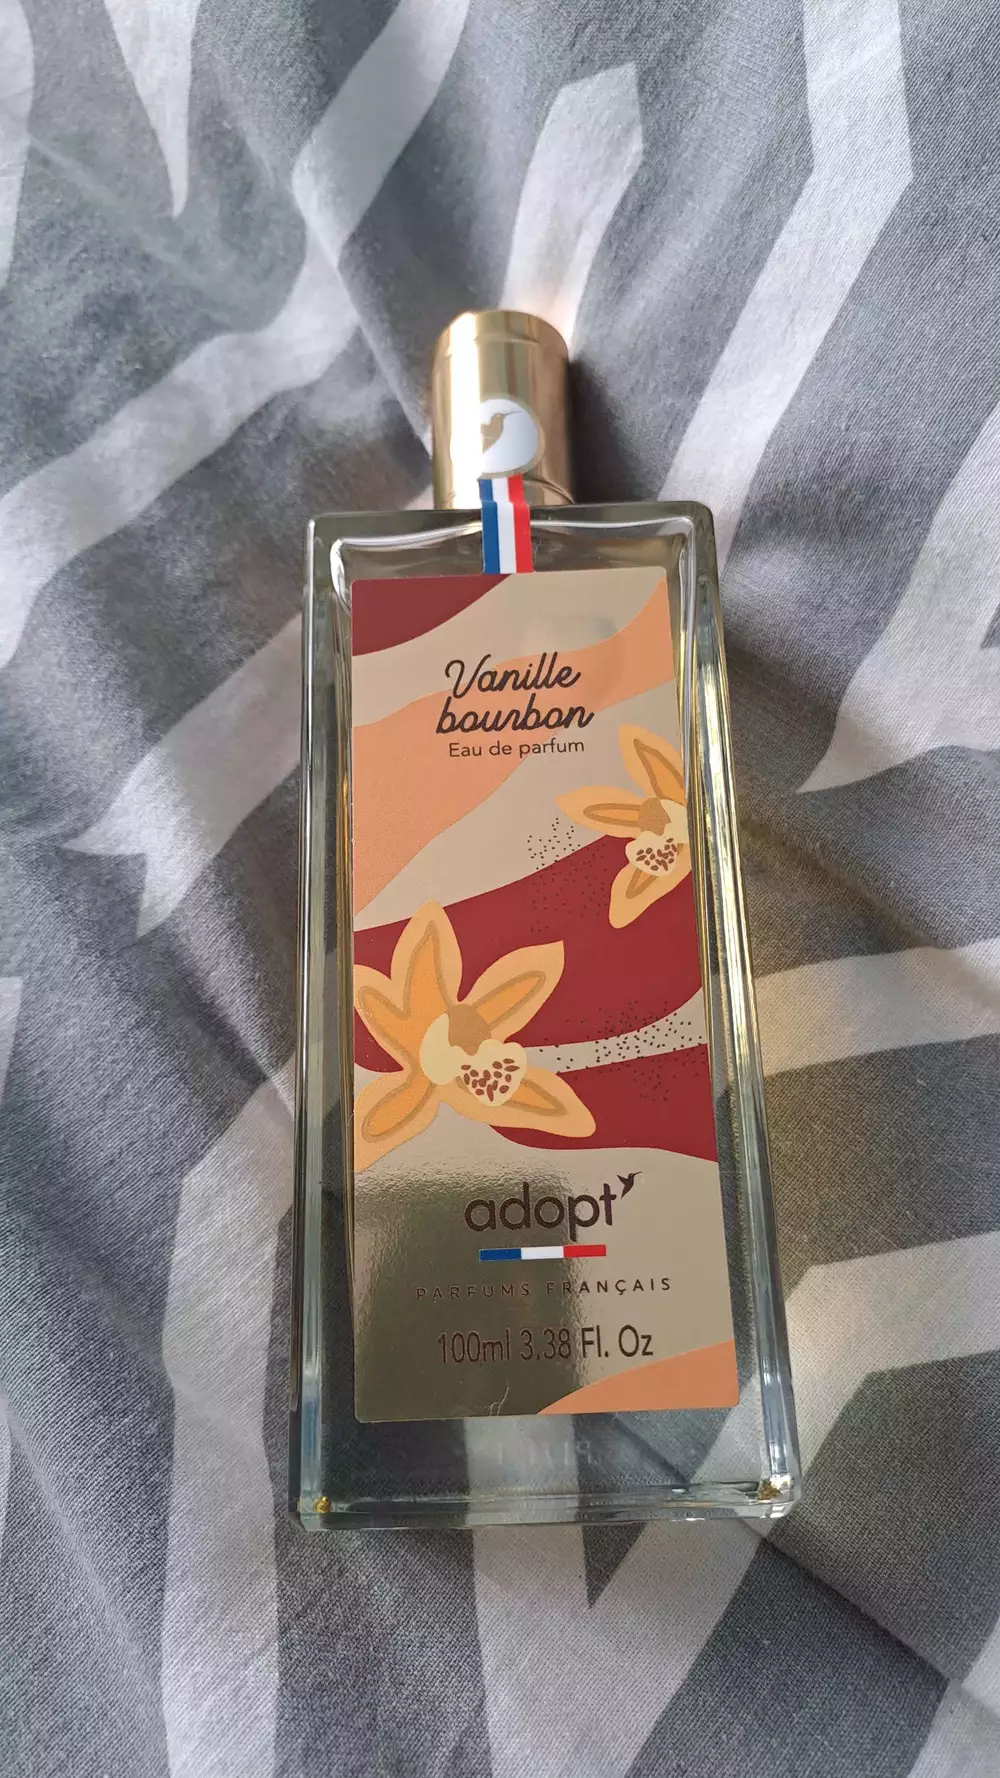 Vanille
bourbon
Eau de parfum
adopt'
PARFUMS FRANÇAIS
100ml 3.38 Fl. Oz